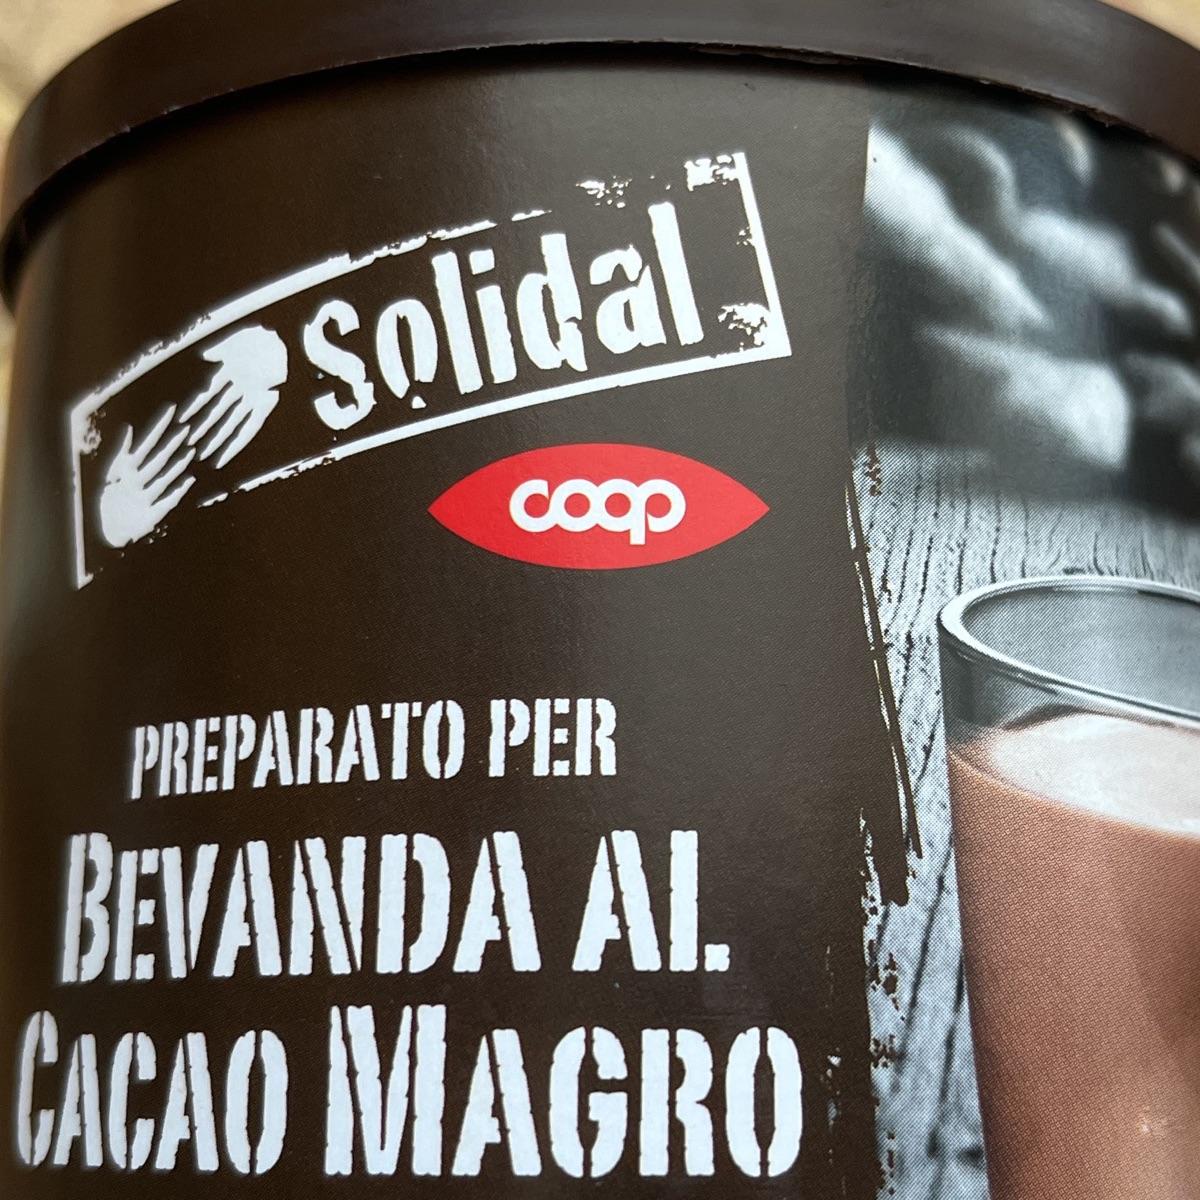 Solidal
coop
PREPARATO PER
BEVANDA AL
CACAO MAGRO